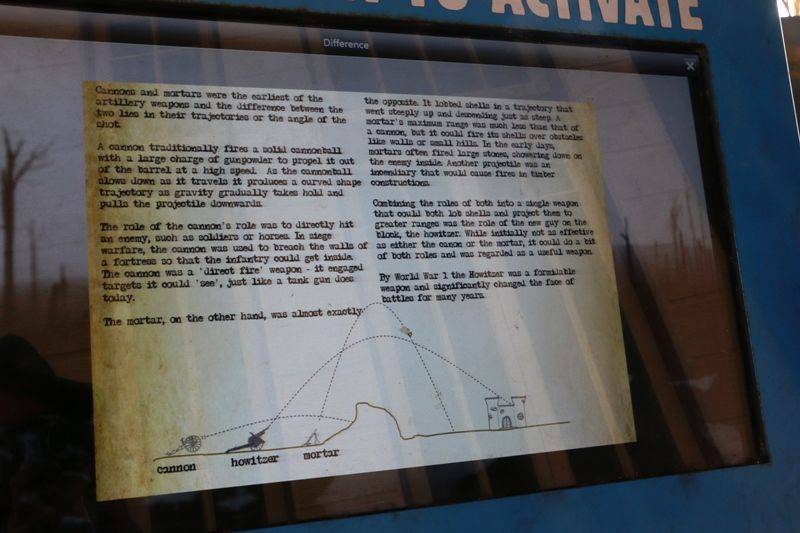 TO ACTIVATE
Difference
Cannons and mortars were the earliest of the
artillery weapons and the difference between the
two lies in their trajectories or the angle of the
shot.
A cannon traditionally fires a solid cannonball
with a large charge of gunpowder to propel it out
of the barrel at a high speed. As the cannonball
slows down as it travels it produces a curved shape
trajectory as gravity gradually takes hold and
pulls the projectile downwards.
The role of the cannon's role was to directly hit
an enemy, such as soldiers or horses. In siege
warfare, the cannon was used to breach the walls of
a fortress so that the infantry could get inside.
The cannon was a 'direct fire' weapon - it engaged
targets it could 'see', just like a tank gun does
today.
The mortar, on the other hand, was almost exactly
the opposite. It lobbed shells in a trajectory that
went steeply up and descending just as steep. A
mortar's maximum range was much less than that of
a cannon, but it could fire its shells over obstacles
like walls or small hills. In the early days,
mortars often fired large stones, showering down on
the enemy inside. Another projectile was an
incendiary that would cause fires in timber
constructions.
Combining the roles of both into a single weapon
that could both lob shells and project them to
greater ranges was the role of the new guy on the
block, the howitzer. While initially not as effective
as either the canon or the mortar, it could do a bit
of both roles and was regarded as a useful weapon.
By World War 1 the Howitzer was a formidable
weapon and significantly changed the face of
battles for many years.
cannon howitzer mortar